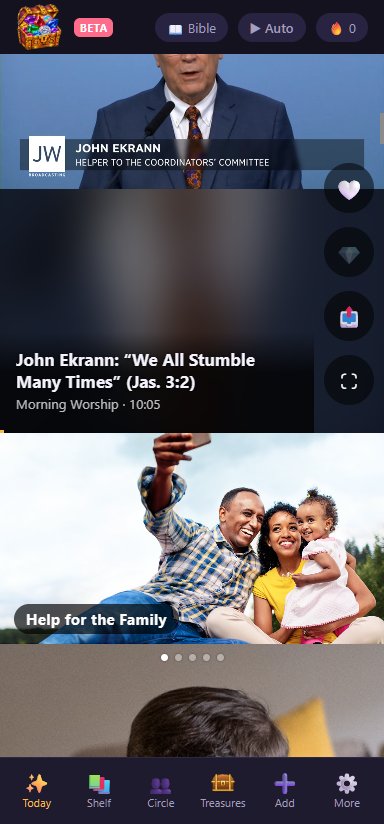 BETA
Bible
Auto
0
JW
BROADCASTING
JOHN EKRANN
HELPER TO THE COORDINATORS' COMMITTEE
John Ekrann: “We All Stumble
Many Times” (Jas. 3:2)
Morning Worship · 10:05
Help for the Family
Today
Shelf
Circle
Treasures
Add
More